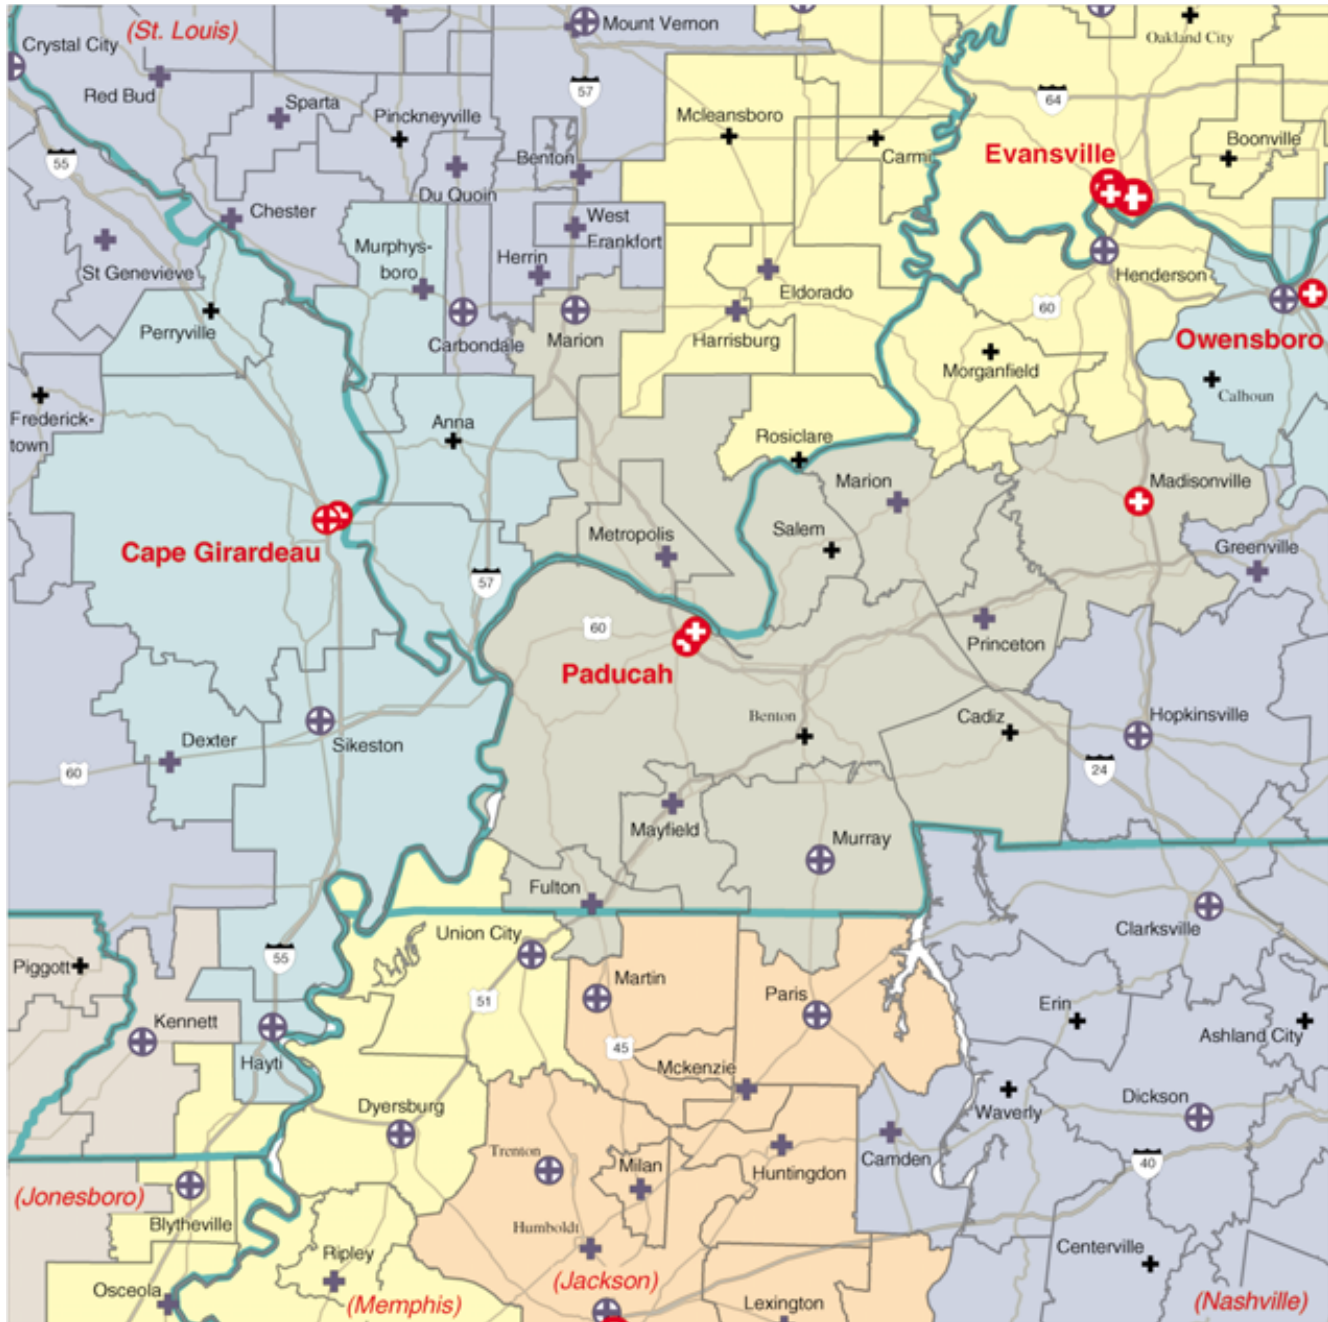 (St. Louis)
Mount Vernon
Crystal City
Oakland City
Red Bud
57
64
Sparta
Pinckneyville
Mcleansboro
Boonville
55
Benton
Carmi
Evansville
Du Quoin
Chester
West
Frankfort
Murphys-
boro
Herrin
St Genevieve
Henderson
Eldorado
60
Perryville
Carbondale
Marion
Harrisburg
Owensboro
Morganfield
Calhoun
Frederick-
town
Anna
Rosiclare
Marion
Madisonville
Metropolis
Salem
Cape Girardeau
Greenville
57
60
Princeton
Paducah
Benton
Cadiz
Hopkinsville
Dexter
Sikeston
60
24
Mayfield
Murray
Fulton
Union City
Clarksville
55
Piggott
Martin
Paris
51
Erin
Kennett
Ashland City
45
Hayti
Mckenzie
Dyersburg
Waverly
Dickson
Trenton
Milan
Huntingdon
Camden
40
(Jonesboro)
Blytheville
Humboldt
Ripley
Centerville
Osceola
(Jackson)
(Memphis)
Lexington
(Nashville)